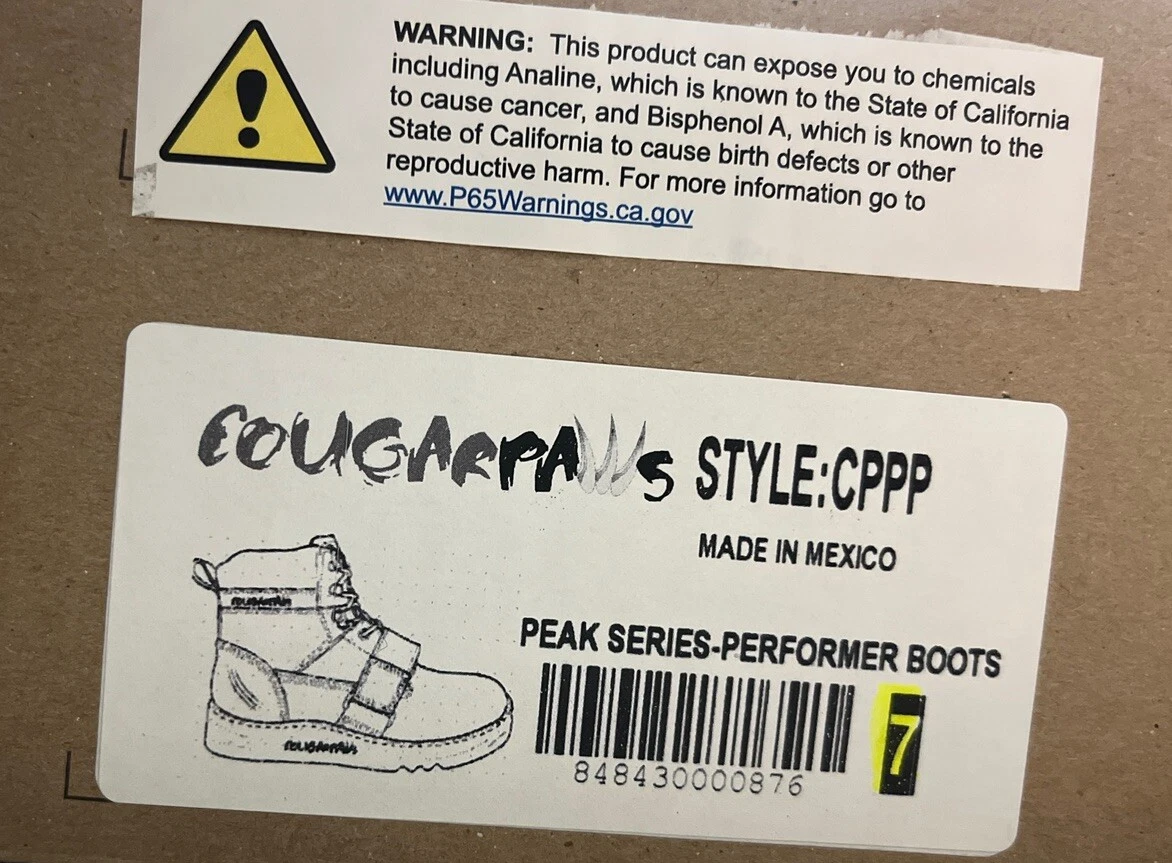 WARNING: This product can expose you to chemicals
including Analine, which is known to the State of California
to cause cancer, and Bisphenol A, which is known to the
State of California to cause birth defects or other
reproductive harm. For more information go to
www.P65Warnings.ca.gov
COUGARPAWS STYLE:CPPP
MADE IN MEXICO
COUGARPAWS
PEAK SERIES-PERFORMER BOOTS
7
COUGARPAWS
848430000876